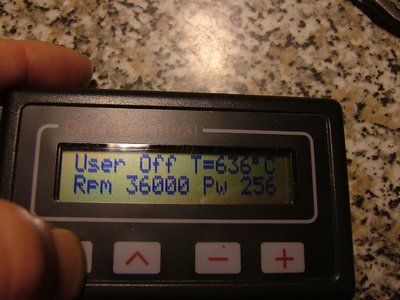 User Off T=636°C
Rpm 36000 Pw 256
^
−
+